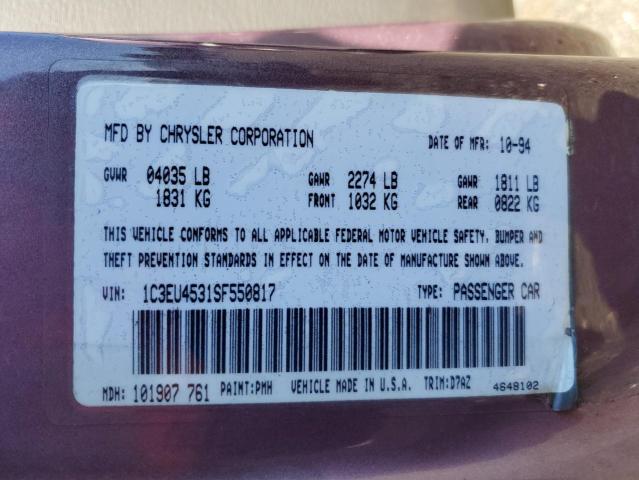 MFD BY CHRYSLER CORPORATION DATE OF MFR: 10-94
GVWR 04035 LB GAWR 2274 LB GAWR 1811 LB
1831 KG FRONT 1032 KG REAR 0822 KG
THIS VEHICLE CONFORMS TO ALL APPLICABLE FEDERAL MOTOR VEHICLE SAFETY, BUMPER AND
THEFT PREVENTION STANDARDS IN EFFECT ON THE DATE OF MANUFACTURE SHOWN ABOVE.
VIN: 1C3EU4531SF550817 TYPE: PASSENGER CAR
MDH: 101907 761 PAINT:PMH VEHICLE MADE IN U.S.A. TRIM:D7AZ 4648102